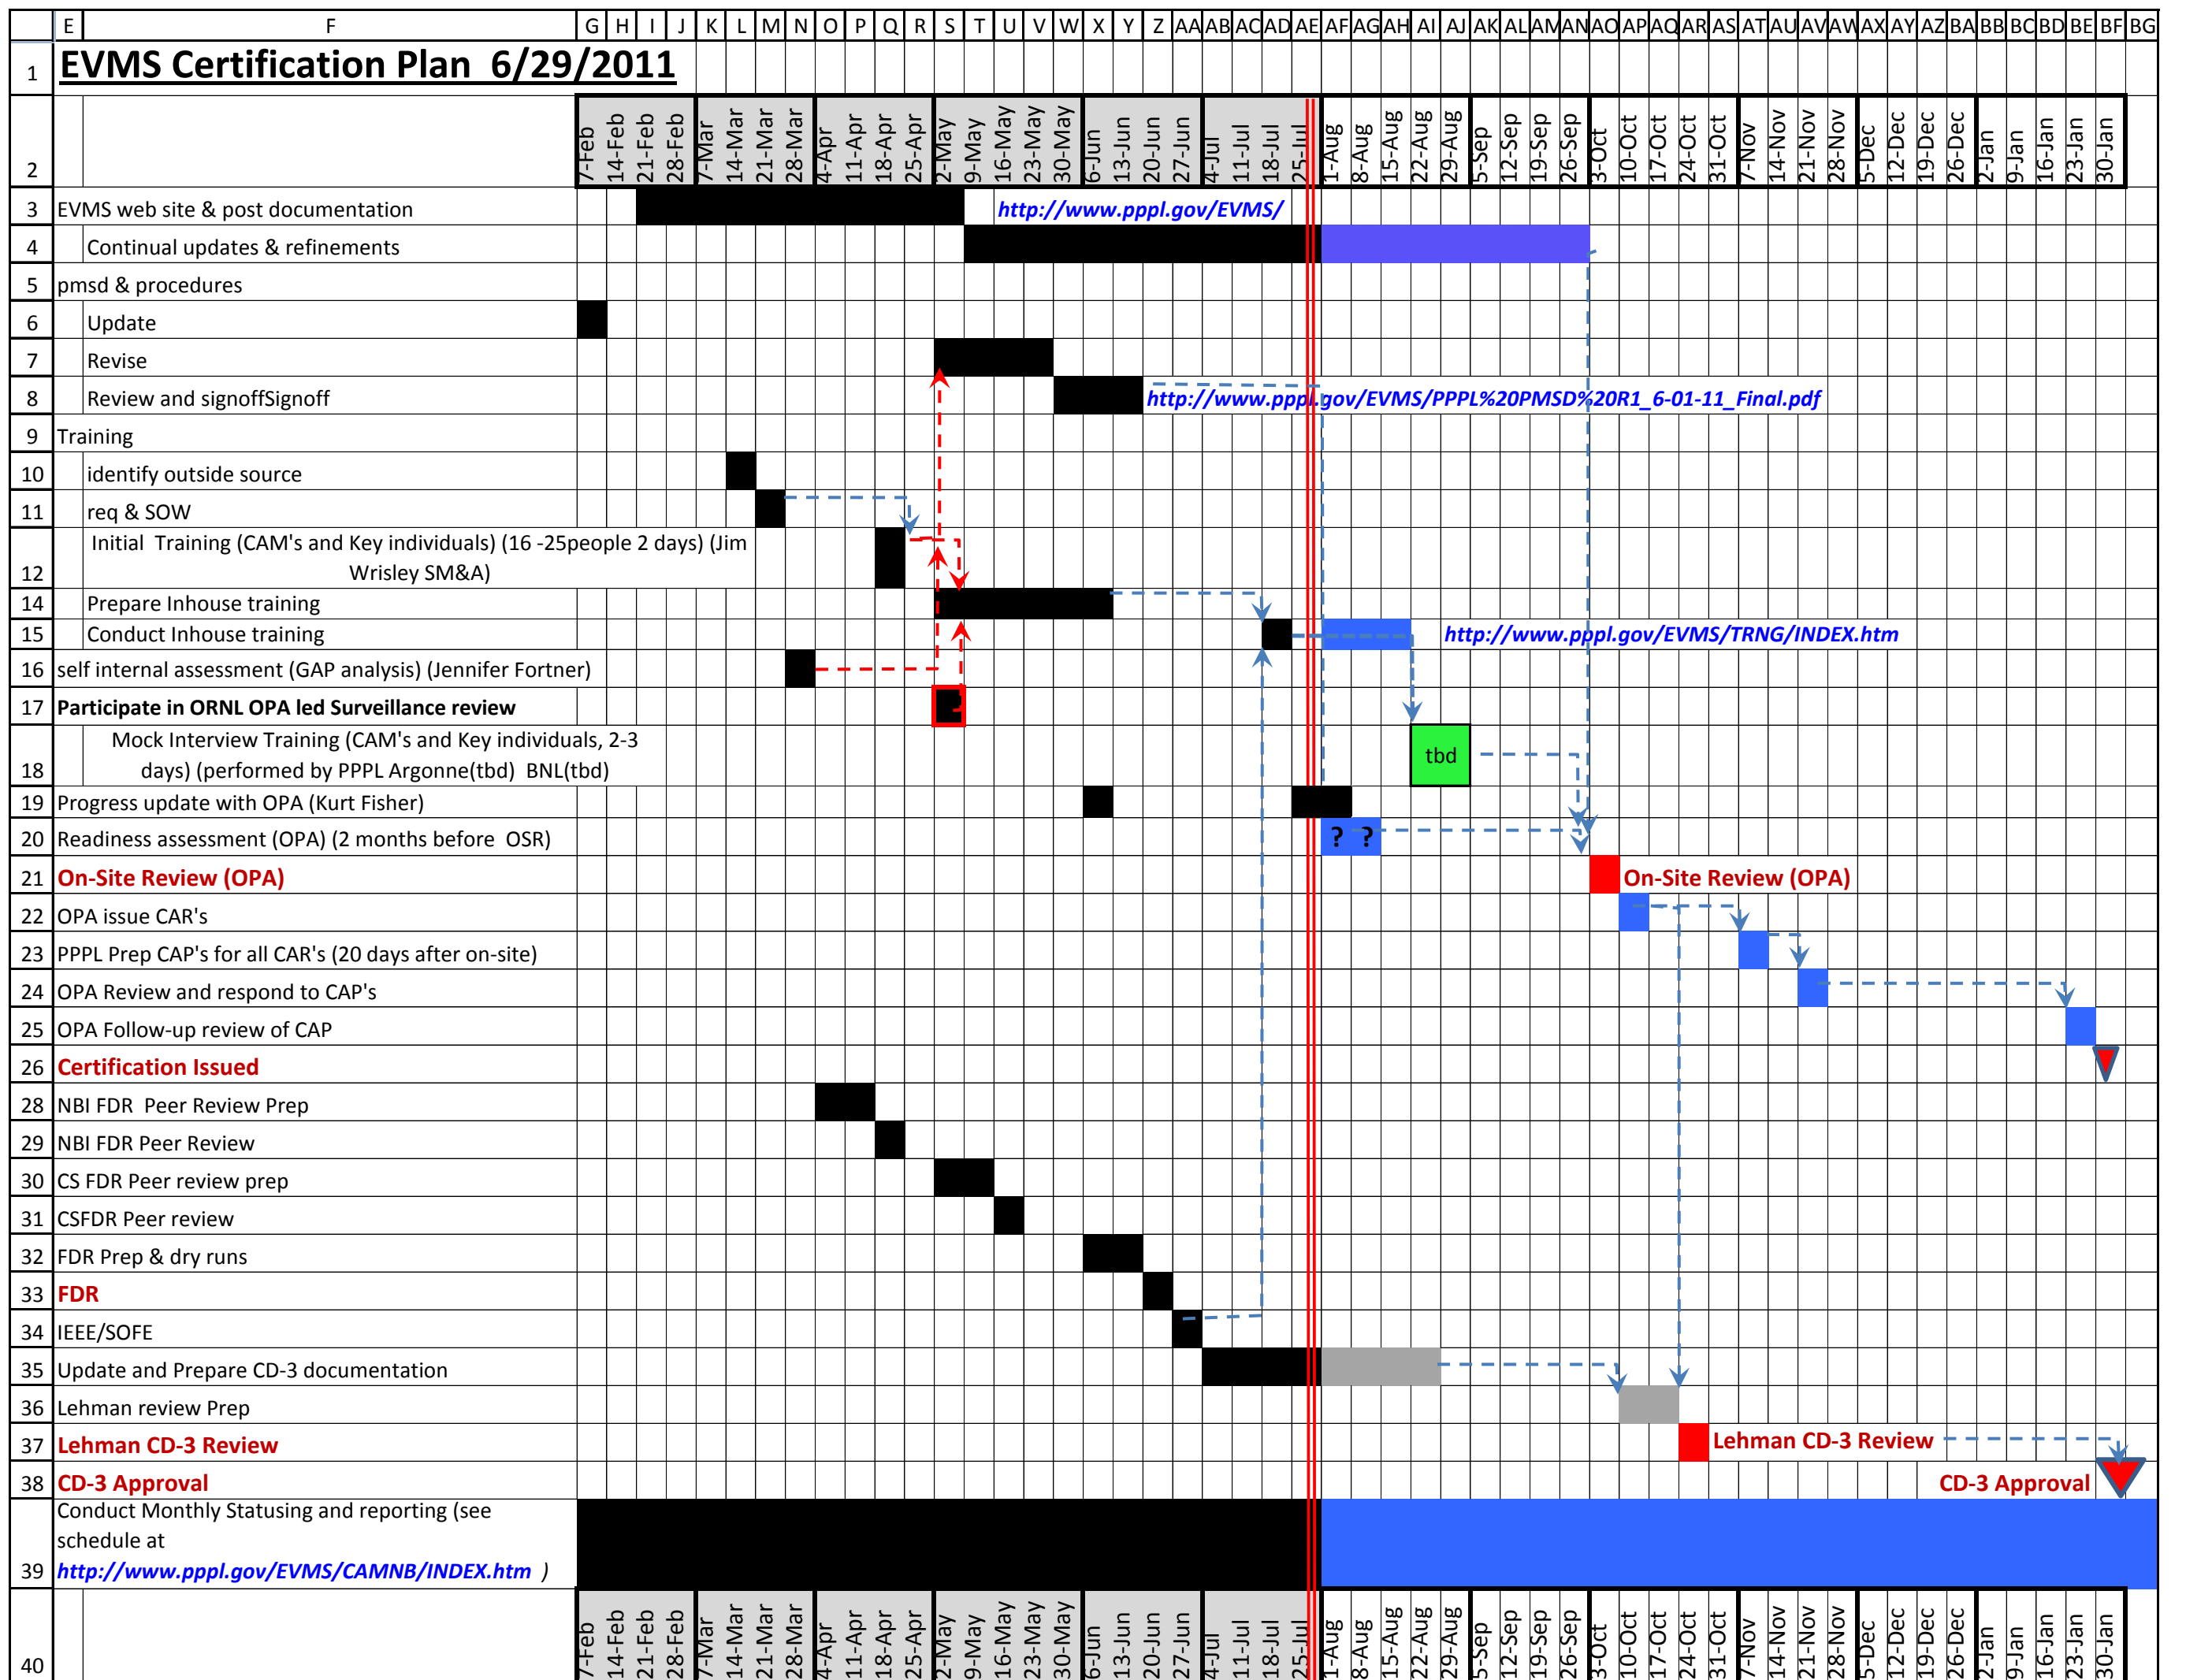 E F G H I J K L M N O P Q R S T U V W X Y Z AA AB AC AD AE AF AG AH AI AJ AK AL AM AN AO AP AQ AR AS AT AU AV AW AX AY AZ BA BB BC BD BE BF BG
1 EVMS Certification Plan 6/29/2011
2 7-Feb 14-Feb 21-Feb 28-Feb 7-Mar 14-Mar 21-Mar 28-Mar 4-Apr 11-Apr 18-Apr 25-Apr 2-May 9-May 16-May 23-May 30-May 6-Jun 13-Jun 20-Jun 27-Jun 4-Jul 11-Jul 18-Jul 25-Jul 1-Aug 8-Aug 15-Aug 22-Aug 29-Aug 5-Sep 12-Sep 19-Sep 26-Sep 3-Oct 10-Oct 17-Oct 24-Oct 31-Oct 7-Nov 14-Nov 21-Nov 28-Nov 5-Dec 12-Dec 19-Dec 26-Dec 2-Jan 9-Jan 16-Jan 23-Jan 30-Jan
3 EVMS web site & post documentation http://www.pppl.gov/EVMS/
4 Continual updates & refinements
5 pmsd & procedures
6 Update
7 Revise
8 Review and signoffSignoff http://www.pppl.gov/EVMS/PPPL%20PMSD%20R1_6-01-11_Final.pdf
9 Training
10 identify outside source
11 req & SOW
Initial Training (CAM's and Key individuals) (16 -25people 2 days) (Jim
12 Wrisley SM&A)
14 Prepare Inhouse training
15 Conduct Inhouse training http://www.pppl.gov/EVMS/TRNG/INDEX.htm
16 self internal assessment (GAP analysis) (Jennifer Fortner)
17 Participate in ORNL OPA led Surveillance review
Mock Interview Training (CAM's and Key individuals, 2-3
18 days) (performed by PPPL Argonne(tbd) BNL(tbd) tbd
19 Progress update with OPA (Kurt Fisher)
20 Readiness assessment (OPA) (2 months before OSR) ? ?
21 On-Site Review (OPA) On-Site Review (OPA)
22 OPA issue CAR's
23 PPPL Prep CAP's for all CAR's (20 days after on-site)
24 OPA Review and respond to CAP's
25 OPA Follow-up review of CAP
26 Certification Issued
28 NBI FDR Peer Review Prep
29 NBI FDR Peer Review
30 CS FDR Peer review prep
31 CSFDR Peer review
32 FDR Prep & dry runs
33 FDR
34 IEEE/SOFE
35 Update and Prepare CD-3 documentation
36 Lehman review Prep
37 Lehman CD-3 Review Lehman CD-3 Review
38 CD-3 Approval CD-3 Approval
Conduct Monthly Statusing and reporting (see
schedule at
39 http://www.pppl.gov/EVMS/CAMNB/INDEX.htm )
40 7-Feb 14-Feb 21-Feb 28-Feb 7-Mar 14-Mar 21-Mar 28-Mar 4-Apr 11-Apr 18-Apr 25-Apr 2-May 9-May 16-May 23-May 30-May 6-Jun 13-Jun 20-Jun 27-Jun 4-Jul 11-Jul 18-Jul 25-Jul 1-Aug 8-Aug 15-Aug 22-Aug 29-Aug 5-Sep 12-Sep 19-Sep 26-Sep 3-Oct 10-Oct 17-Oct 24-Oct 31-Oct 7-Nov 14-Nov 21-Nov 28-Nov 5-Dec 12-Dec 19-Dec 26-Dec 2-Jan 9-Jan 16-Jan 23-Jan 30-Jan